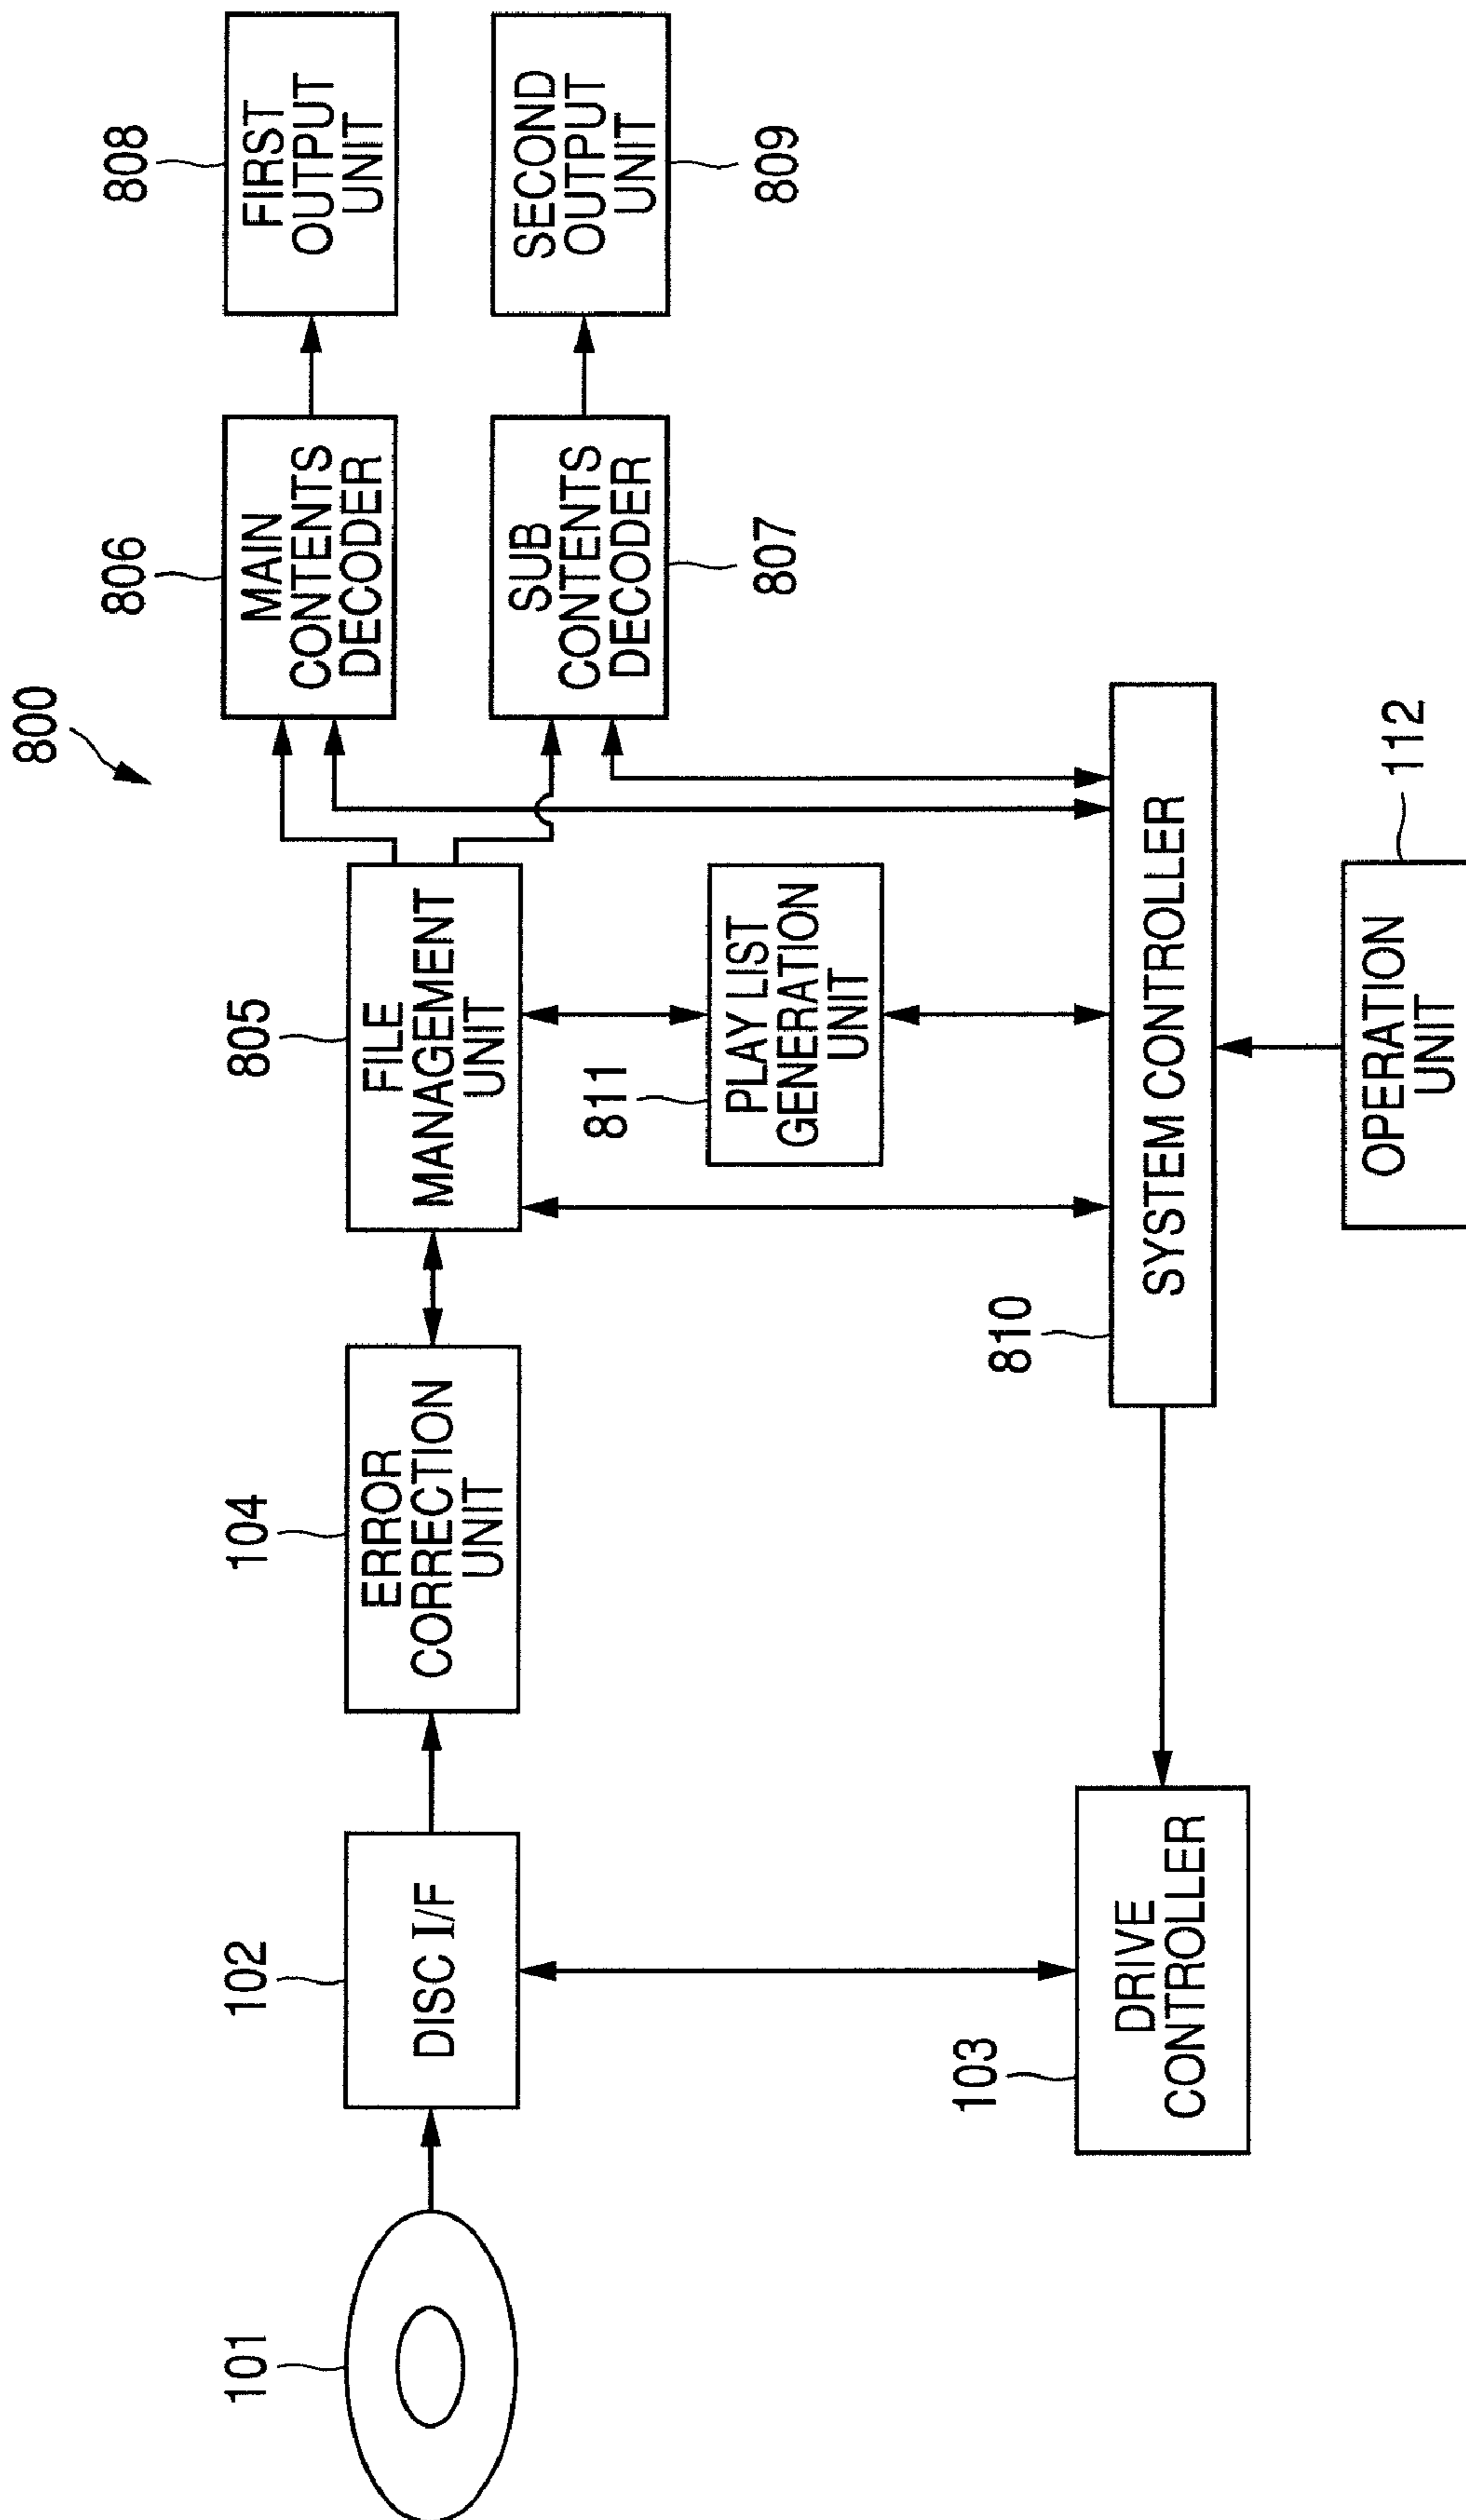 800
806
808
MAIN
CONTENTS
DECODER
FIRST
OUTPUT
UNIT
101
102
104
805
DISC I/F
ERROR
CORRECTION
UNIT
FILE
MANAGEMENT
UNIT
SUB
CONTENTS
DECODER
SECOND
OUTPUT
UNIT
807
809
811
PLAY LIST
GENERATION
UNIT
103
810
DRIVE
CONTROLLER
SYSTEM CONTROLLER
OPERATION
UNIT
112